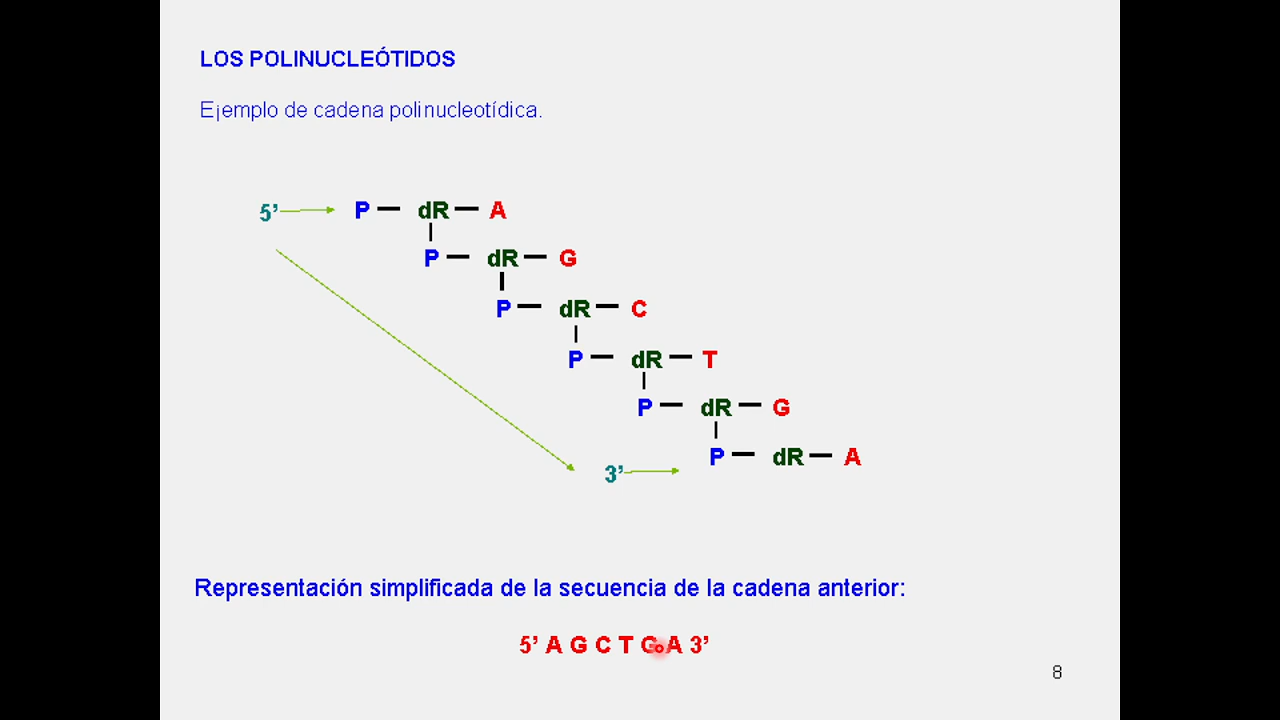 LOS POLINUCLEÓTIDOS
E¡emplo de cadena polinucleotídica.
5’ P dR A
P dR G
P dR C
P dR T
P dR G
P dR A
3’
Representación simplificada de la secuencia de la cadena anterior:
5’ A G C T G A 3’
8